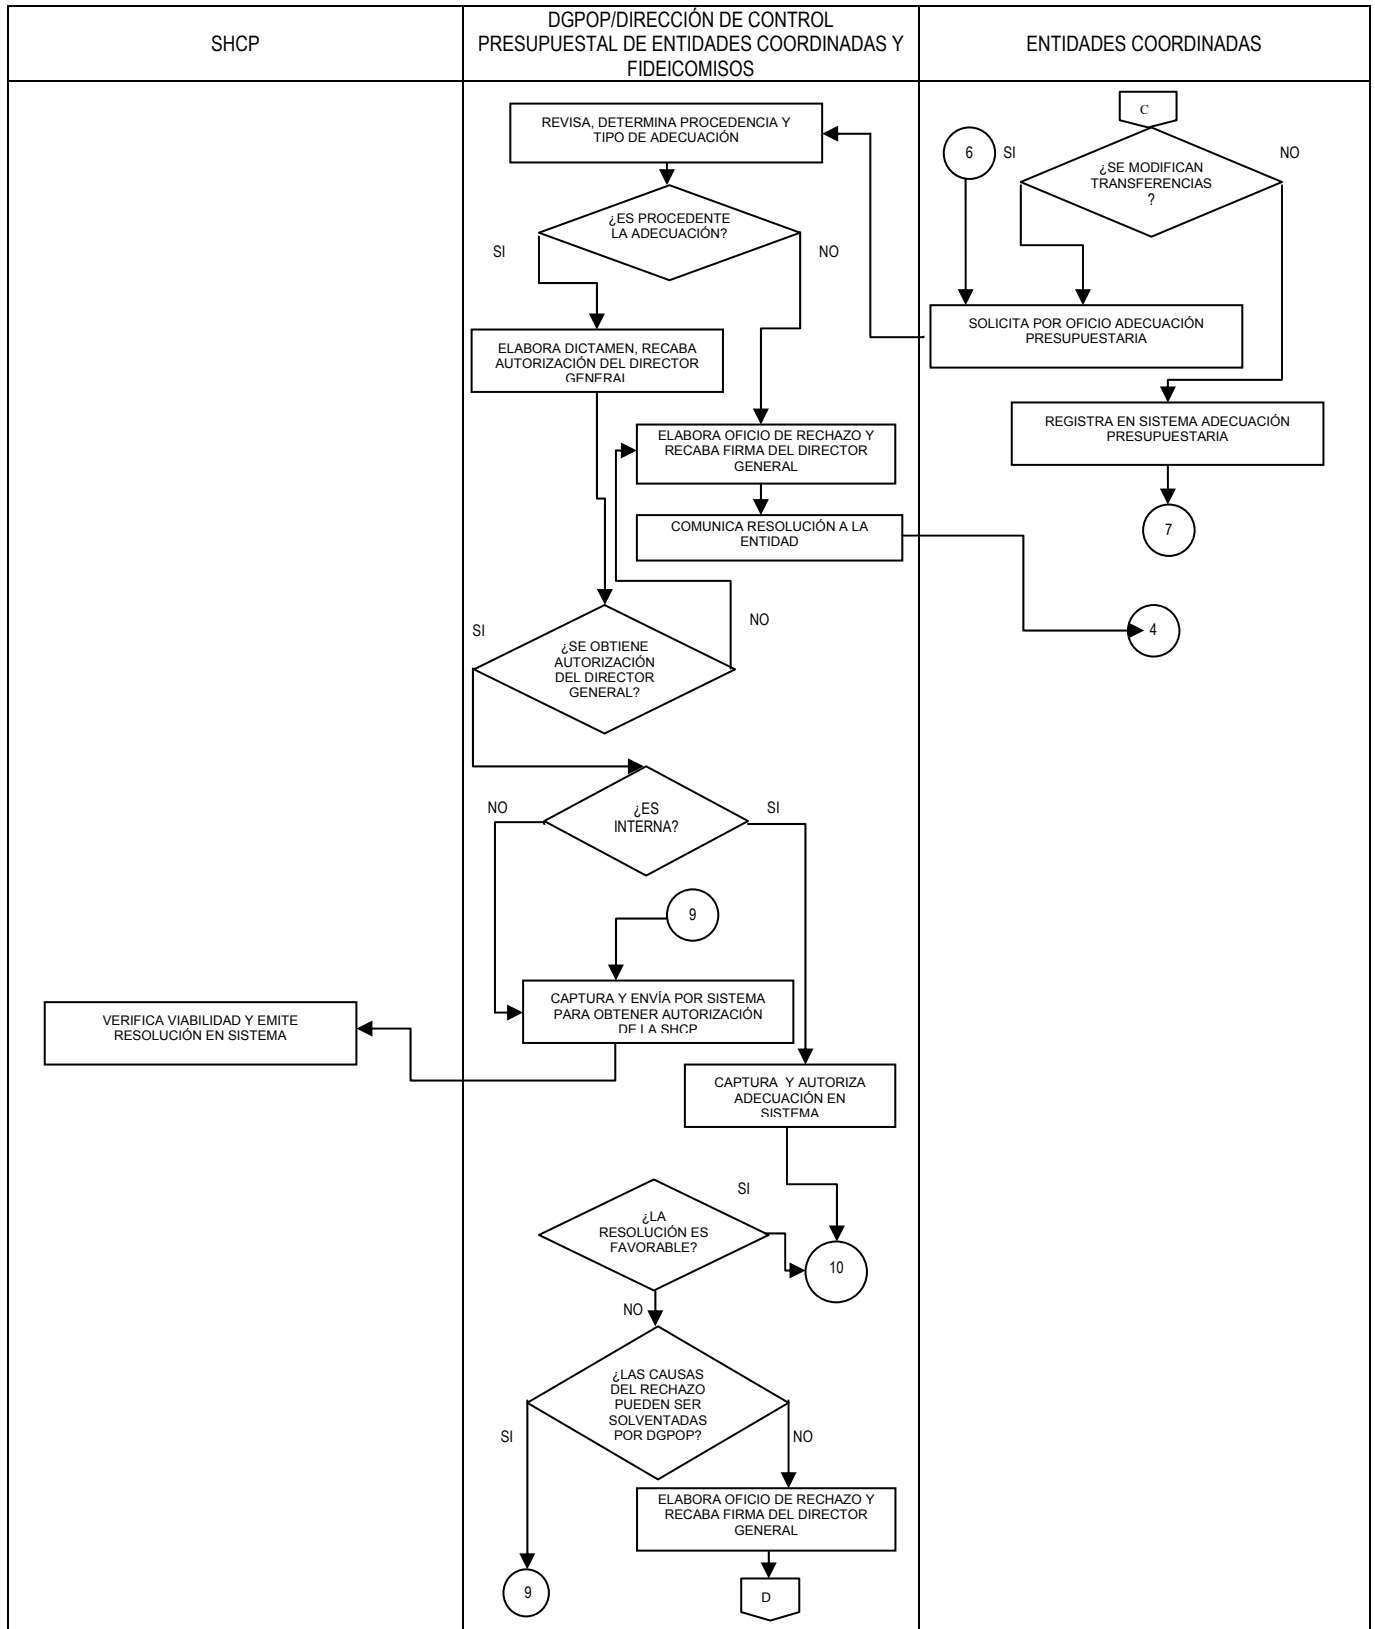 SHCP
DGPOP/DIRECCIÓN DE CONTROL
PRESUPUESTAL DE ENTIDADES COORDINADAS Y
FIDEICOMISOS
ENTIDADES COORDINADAS
REVISA, DETERMINA PROCEDENCIA Y
TIPO DE ADECUACIÓN
C
6
SI
NO
¿SE MODIFICAN
TRANSFERENCIAS
?
¿ES PROCEDENTE
LA ADECUACIÓN?
SI
NO
SOLICITA POR OFICIO ADECUACIÓN
PRESUPUESTARIA
ELABORA DICTAMEN, RECABA
AUTORIZACIÓN DEL DIRECTOR
GENERAL
REGISTRA EN SISTEMA ADECUACIÓN
PRESUPUESTARIA
ELABORA OFICIO DE RECHAZO Y
RECABA FIRMA DEL DIRECTOR
GENERAL
7
COMUNICA RESOLUCIÓN A LA
ENTIDAD
4
SI
NO
¿SE OBTIENE
AUTORIZACIÓN
DEL DIRECTOR
GENERAL?
NO
SI
¿ES
INTERNA?
9
CAPTURA Y ENVÍA POR SISTEMA
PARA OBTENER AUTORIZACIÓN
DE LA SHCP
VERIFICA VIABILIDAD Y EMITE
RESOLUCIÓN EN SISTEMA
CAPTURA  Y AUTORIZA
ADECUACIÓN EN
SISTEMA
SI
¿LA
RESOLUCIÓN ES
FAVORABLE?
10
NO
¿LAS CAUSAS
DEL RECHAZO
PUEDEN SER
SOLVENTADAS
POR DGPOP?
SI
NO
ELABORA OFICIO DE RECHAZO Y
RECABA FIRMA DEL DIRECTOR
GENERAL
9
D